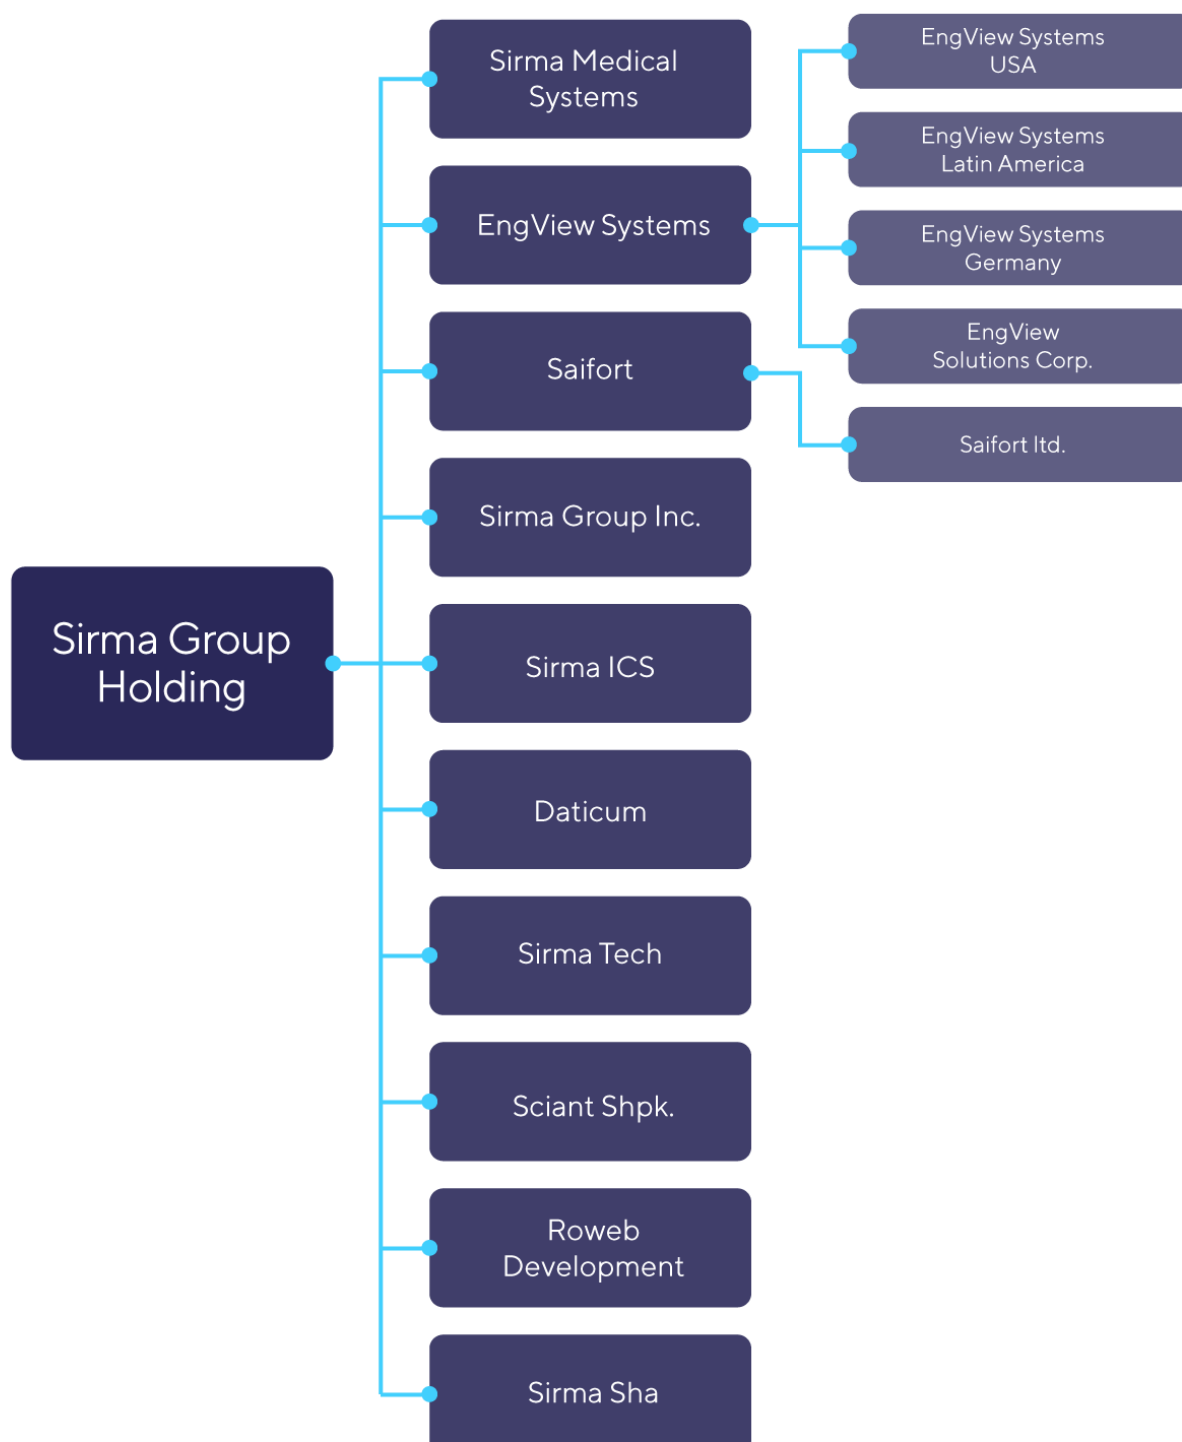 Sirma Group
Holding
Sirma Medical
Systems
EngView Systems
Saifort
Sirma Group Inc.
Sirma ICS
Daticum
Sirma Tech
Sciant Shpk.
Roweb
Development
Sirma Sha
EngView Systems
USA
EngView Systems
Latin America
EngView Systems
Germany
EngView
Solutions Corp.
Saifort ltd.